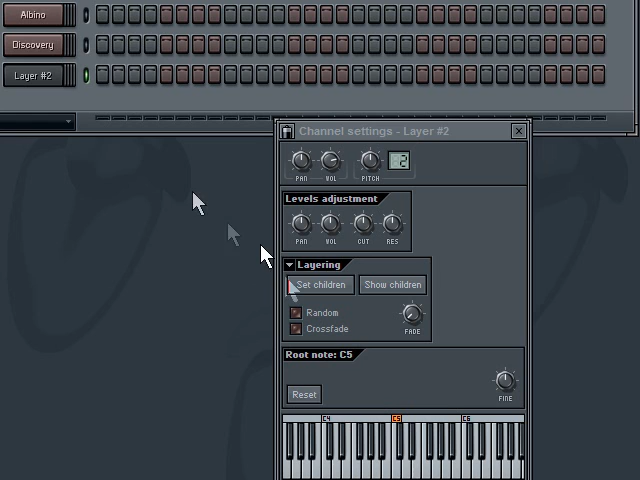 Albino
Discovery
Layer #2
Channel settings - Layer #2
PAN VOL PITCH 2
Levels adjustment
PAN VOL CUT RES
Layering
Set children Show children
Random
Crossfade
FADE
Root note: C5
Reset
FINE
C4 C5 C6